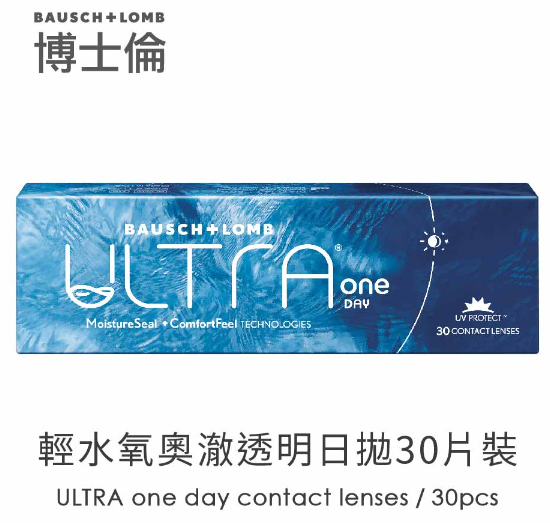 BAUSCH+LOMB
博士倫
BAUSCH+LOMB
ULTRA® one
DAY
MoistureSeal + ComfortFeel TECHNOLOGIES
UV PROTECT™
30 CONTACT LENSES
輕水氧奧澈透明日拋30片裝
ULTRA one day contact lenses / 30pcs